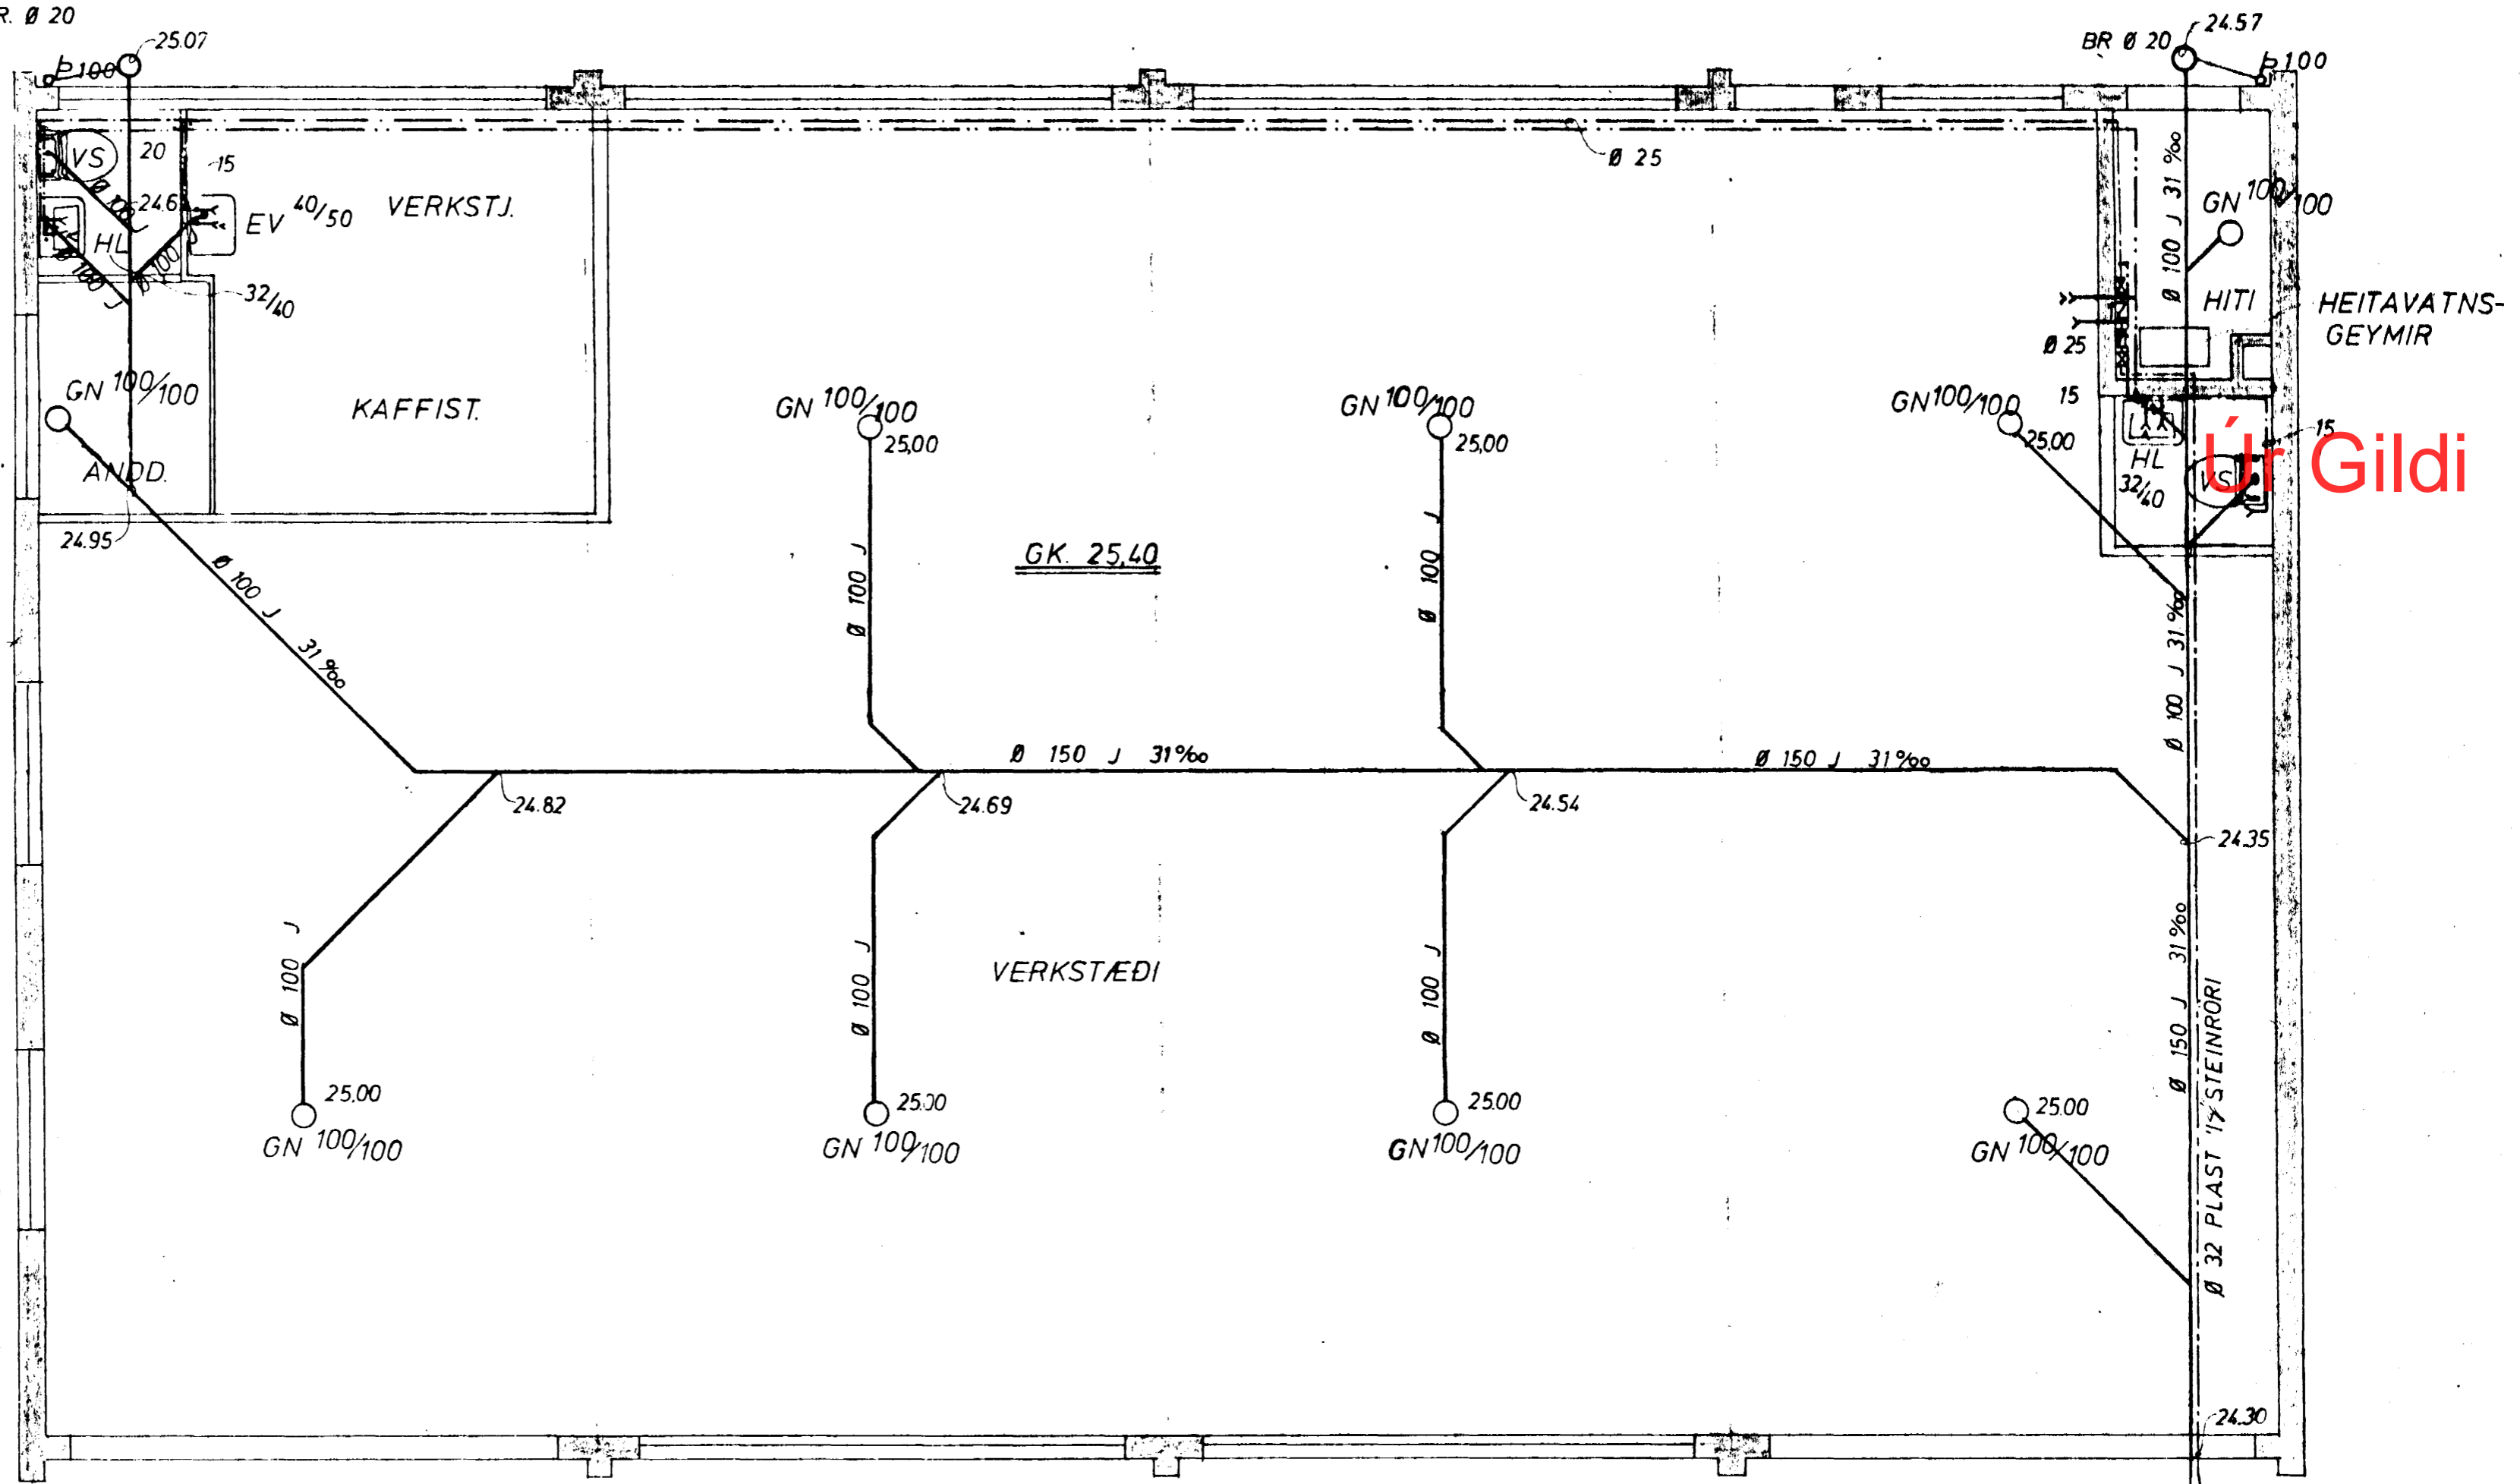 R. Ø 20
25.07
Þ100
BR Ø 20
24.57
Þ100
VS
20
15
Ø 25
Ø 100 J
24.6
HL
EV 40/50
VERKSTJ.
Ø 100 J
Ø 100
32/40
Ø 100 J 31‰
GN 100/100
HITI
HEITAVATNS-
GEYMIR
Ø 25
GN 100/100
KAFFIST.
ANDD.
24.95
GN 100/100
25,00
GN 100/100
25,00
GN 100/100
25.00
15
15
HL
32/40
VS
Úr Gildi
GK. 25,40
Ø 100 J 31‰
Ø 100 J
Ø 100 J
Ø 100 J 31‰
Ø 150 J 31‰
Ø 150 J 31‰
24.82
24.69
24.54
24.35
VERKSTÆÐI
Ø 100 J
Ø 100 J
Ø 100 J
Ø 150 J 31‰
Ø 32 PLAST Í STEINRÖRI
25.00
GN 100/100
25.00
GN 100/100
25.00
GN 100/100
25.00
GN 100/100
24.30